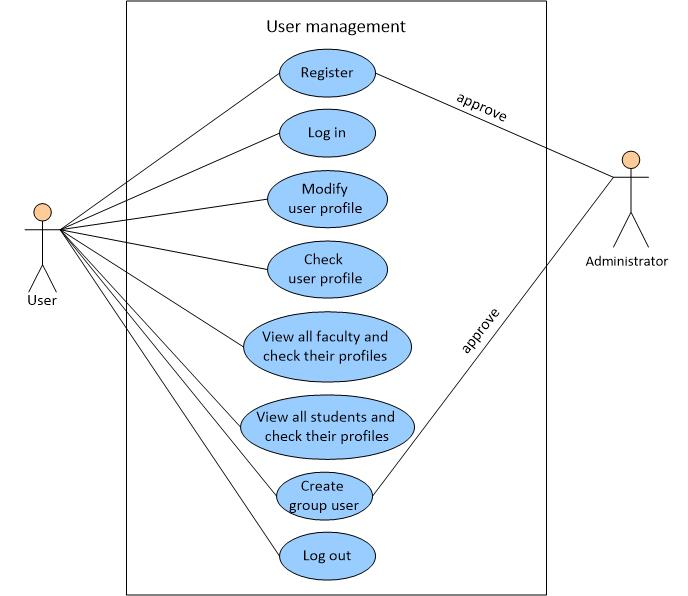 User management
Register
approve
Log in
Modify
user profile
User
Administrator
Check
user profile
View all faculty and
check their profiles
approve
View all students and
check their profiles
Create
group user
Log out